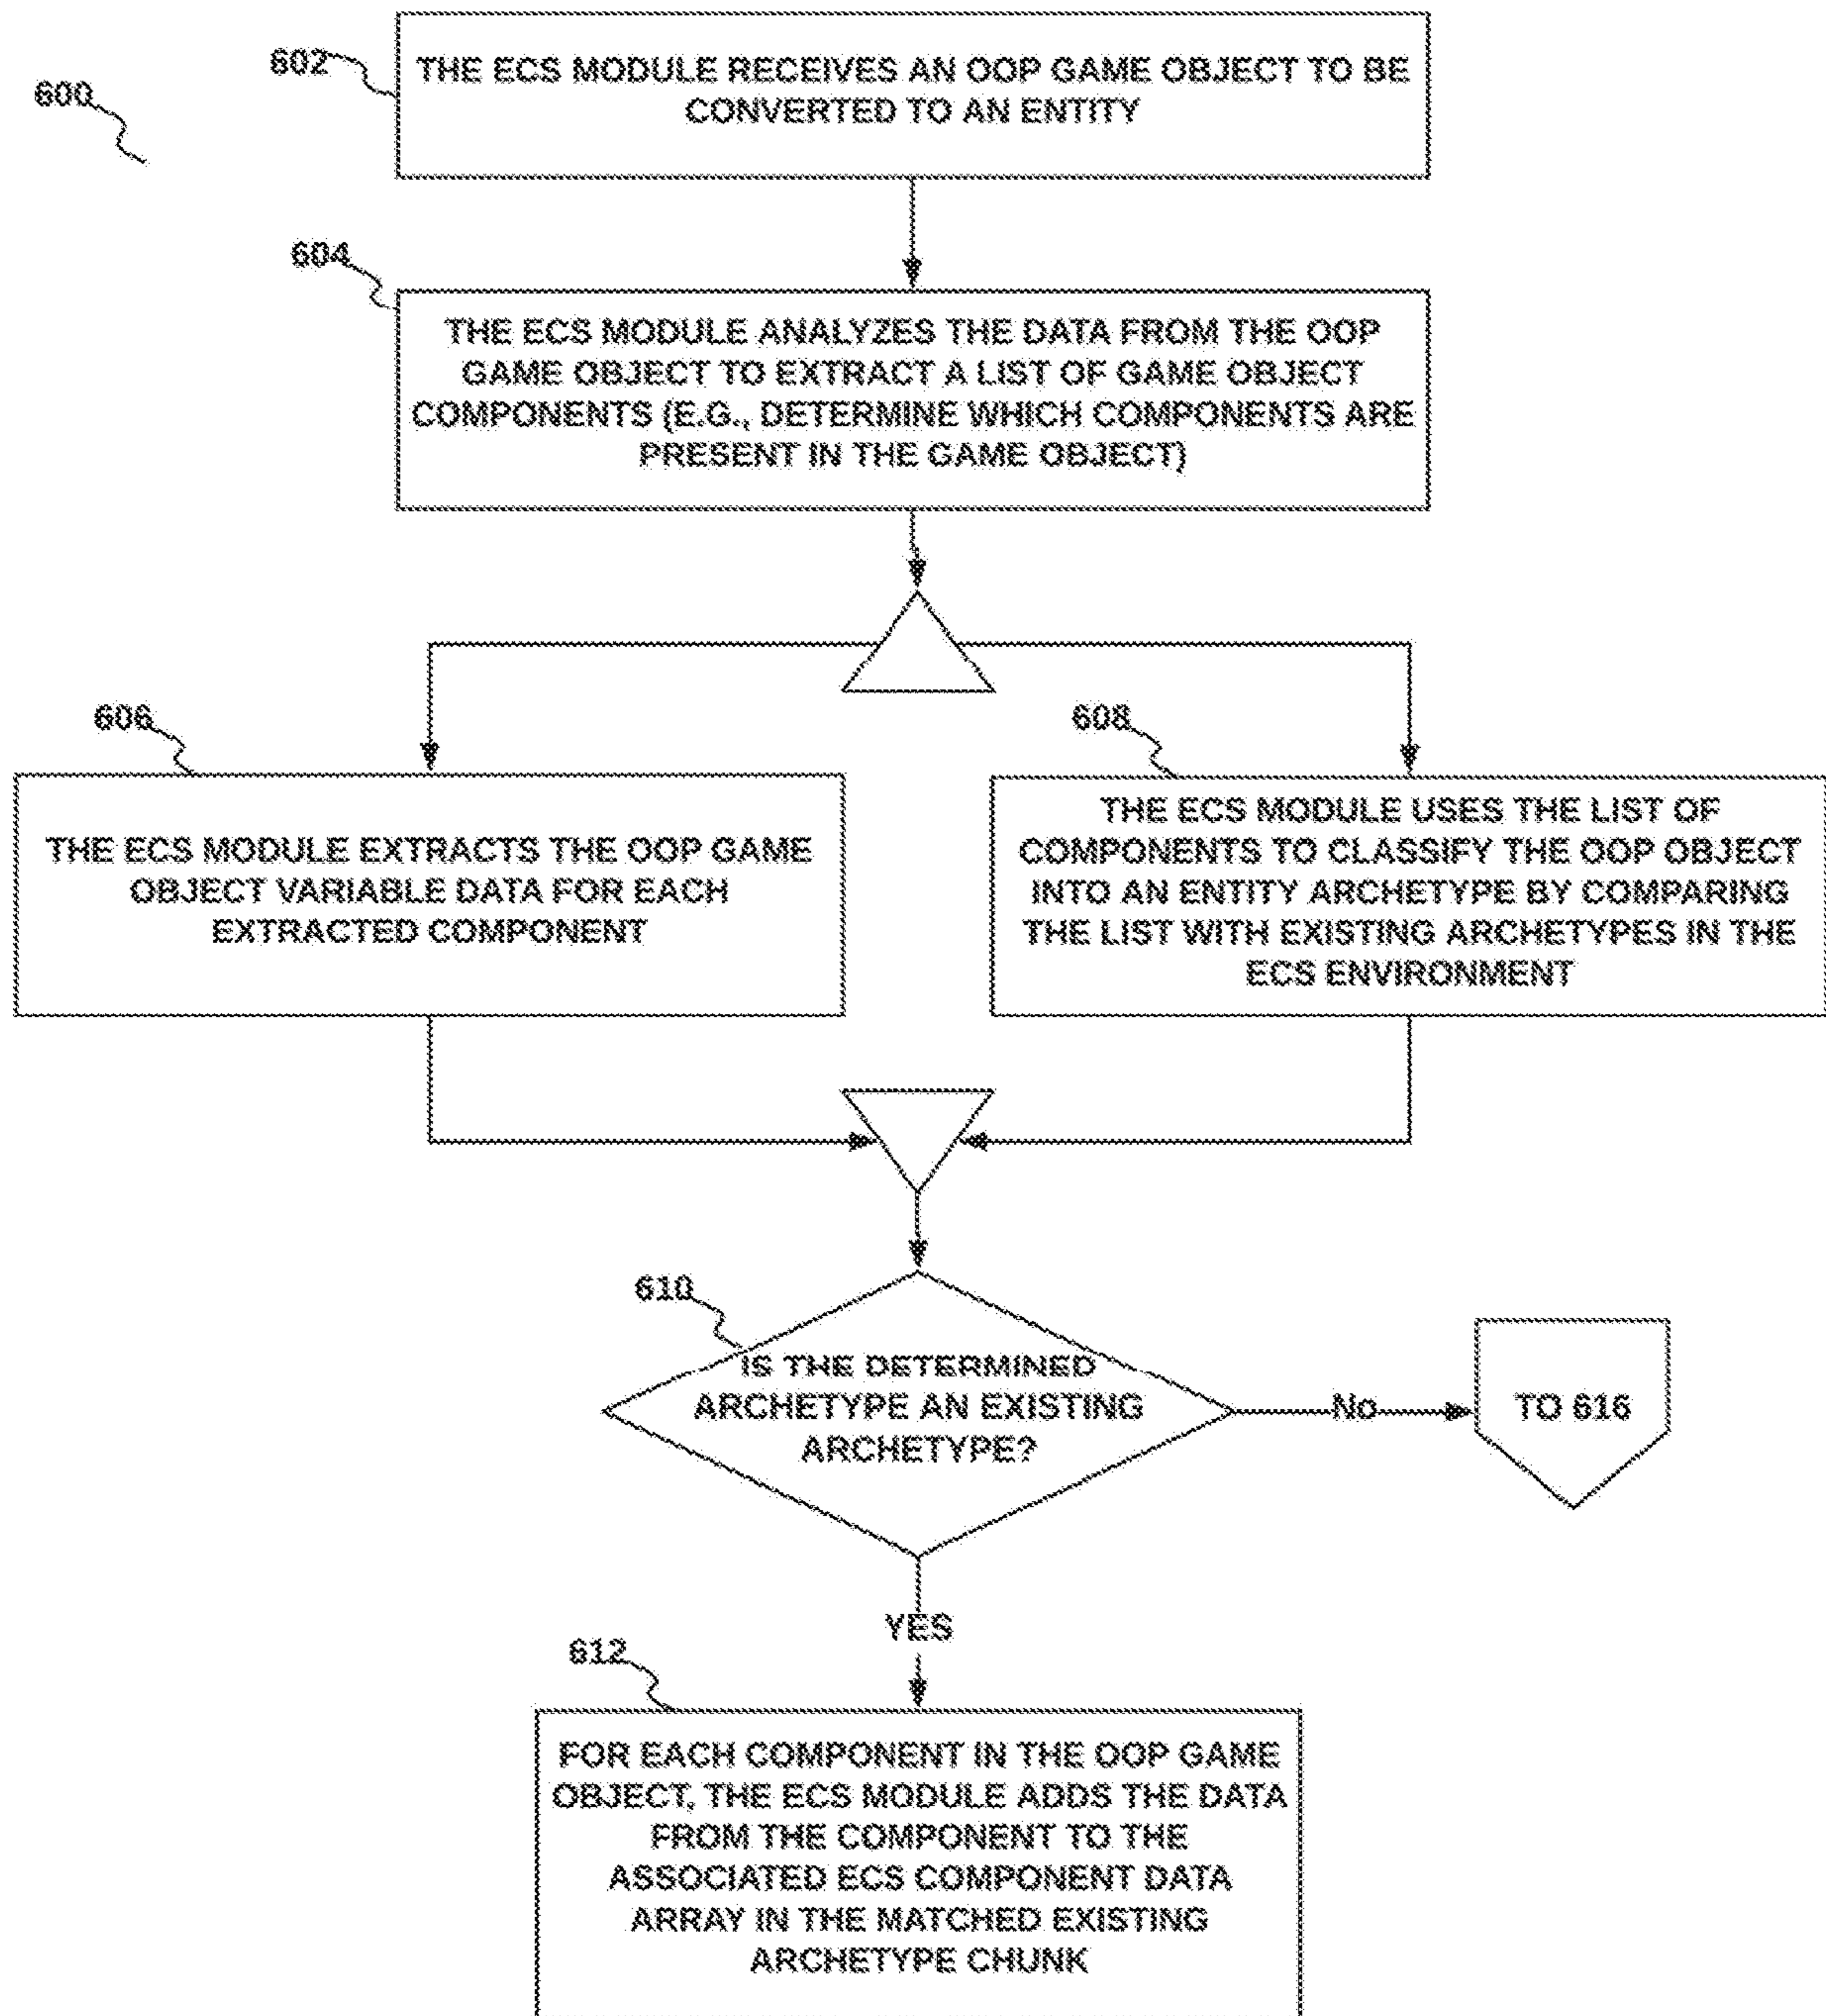 600
602
THE ECS MODULE RECEIVES AN OOP GAME OBJECT TO BE
CONVERTED TO AN ENTITY
604
THE ECS MODULE ANALYZES THE DATA FROM THE OOP
GAME OBJECT TO EXTRACT A LIST OF GAME OBJECT
COMPONENTS (E.G., DETERMINE WHICH COMPONENTS ARE
PRESENT IN THE GAME OBJECT)
606
THE ECS MODULE EXTRACTS THE OOP GAME
OBJECT VARIABLE DATA FOR EACH
EXTRACTED COMPONENT
608
THE ECS MODULE USES THE LIST OF
COMPONENTS TO CLASSIFY THE OOP OBJECT
INTO AN ENTITY ARCHETYPE BY COMPARING
THE LIST WITH EXISTING ARCHETYPES IN THE
ECS ENVIRONMENT
610
IS THE DETERMINED
ARCHETYPE AN EXISTING
ARCHETYPE?
No
TO 616
YES
612
FOR EACH COMPONENT IN THE OOP GAME
OBJECT, THE ECS MODULE ADDS THE DATA
FROM THE COMPONENT TO THE
ASSOCIATED ECS COMPONENT DATA
ARRAY IN THE MATCHED EXISTING
ARCHETYPE CHUNK